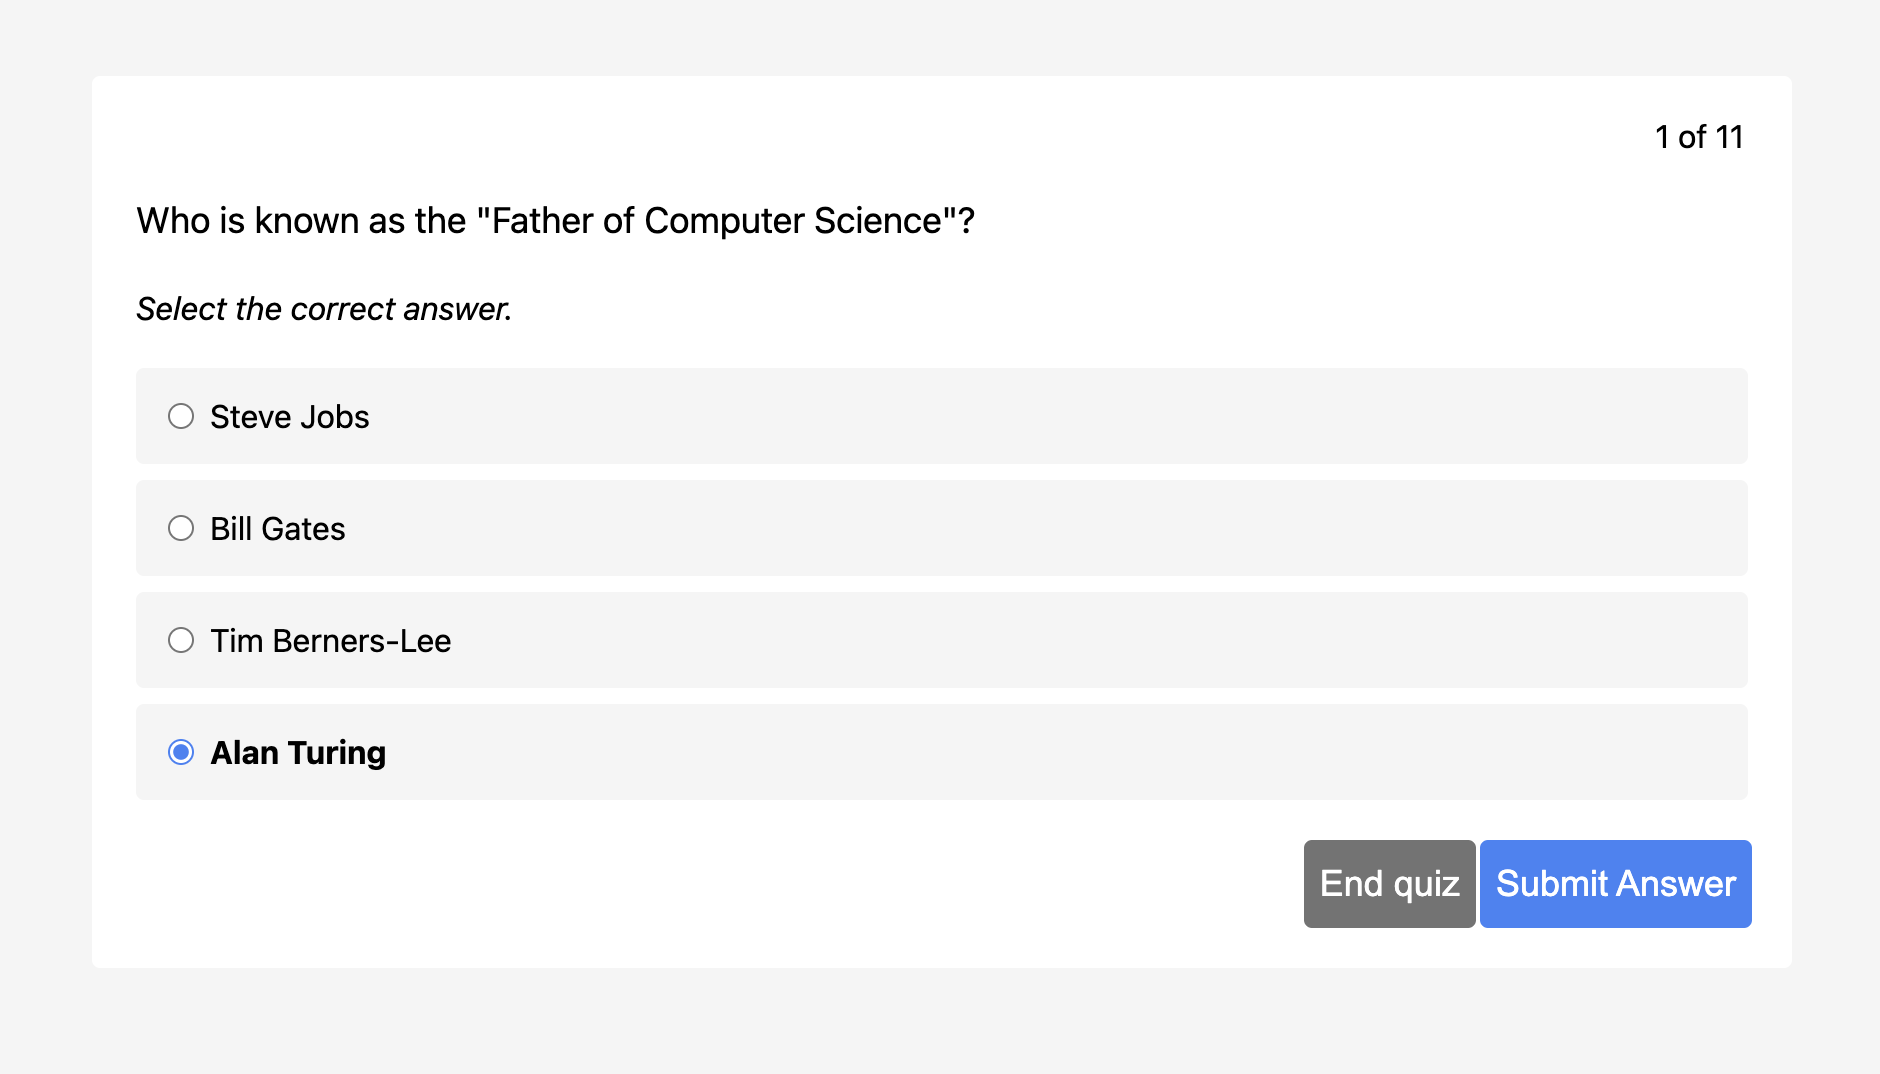 1 of 11
Who is known as the "Father of Computer Science"?
Select the correct answer.
Steve Jobs
Bill Gates
Tim Berners-Lee
Alan Turing
End quiz Submit Answer